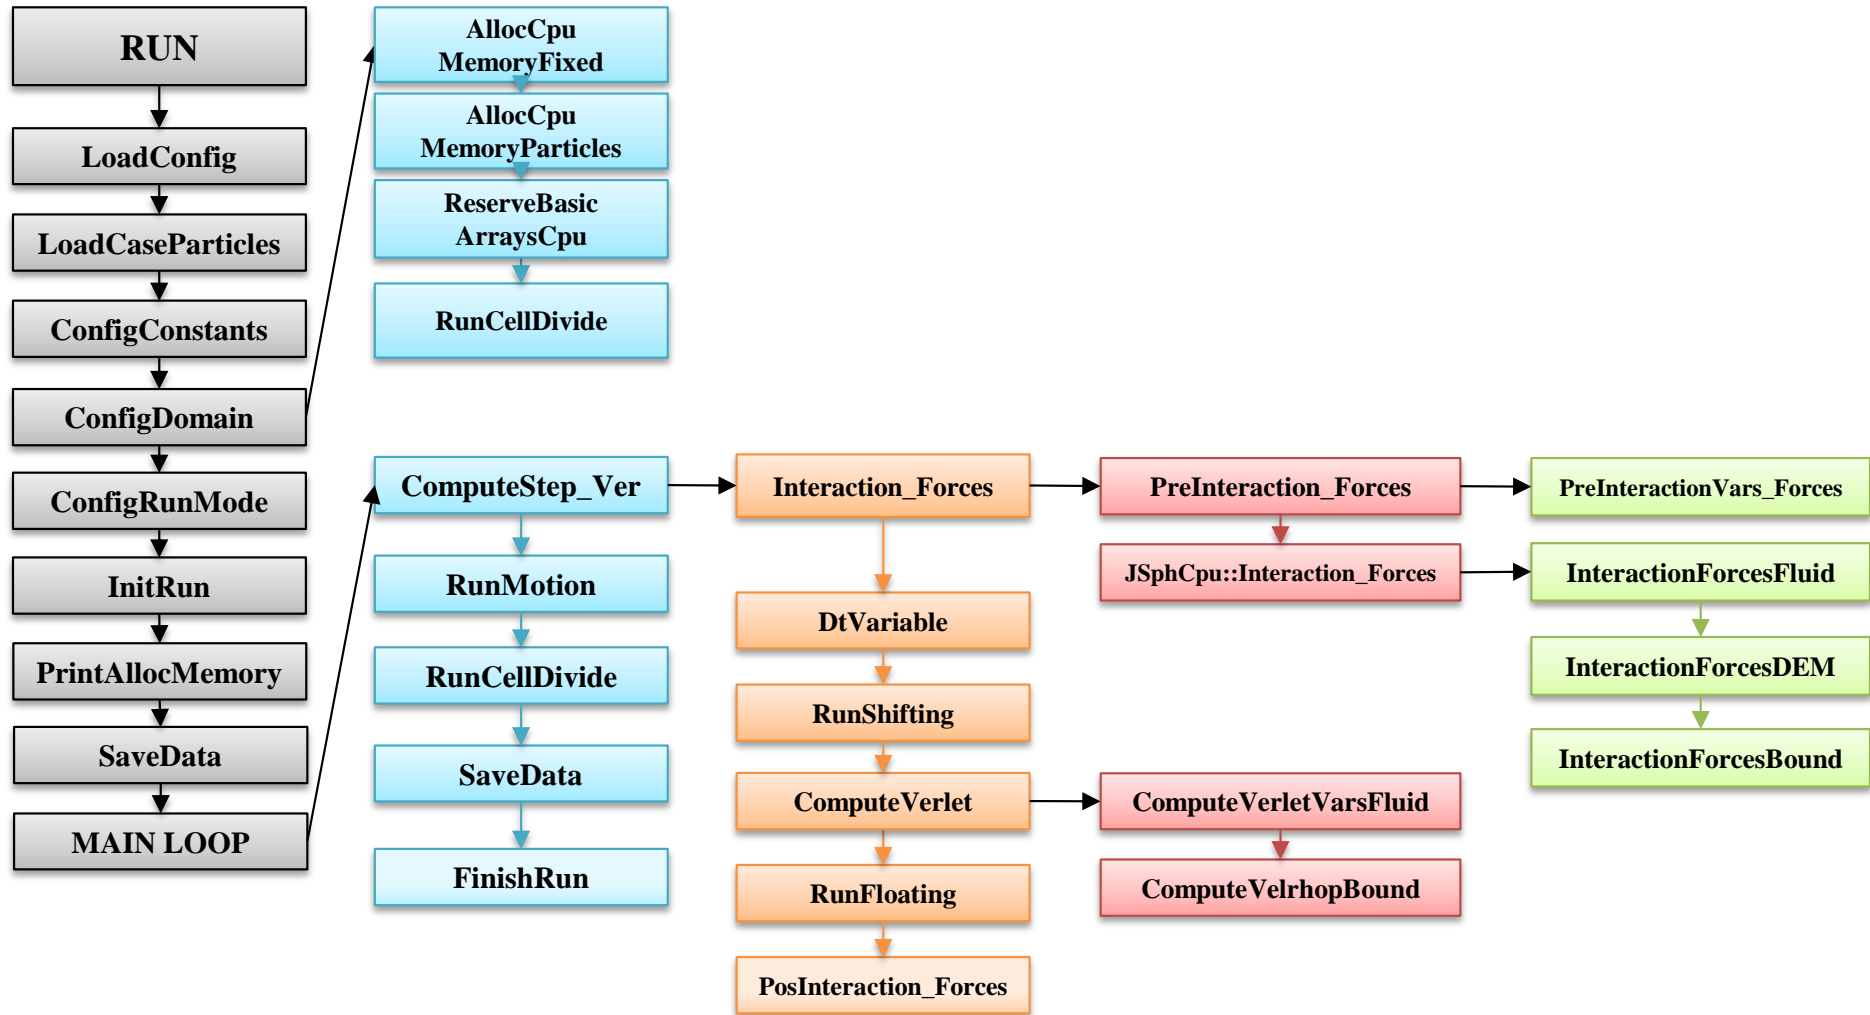 RUN
LoadConfig
LoadCaseParticles
ConfigConstants
ConfigDomain
ConfigRunMode
InitRun
PrintAllocMemory
SaveData
MAIN LOOP
AllocCpu
MemoryFixed
AllocCpu
MemoryParticles
ReserveBasic
ArraysCpu
RunCellDivide
ComputeStep_Ver
RunMotion
RunCellDivide
SaveData
FinishRun
Interaction_Forces
DtVariable
RunShifting
ComputeVerlet
RunFloating
PosInteraction_Forces
PreInteraction_Forces
JSphCpu::Interaction_Forces
ComputeVerletVarsFluid
ComputeVelrhopBound
PreInteractionVars_Forces
InteractionForcesFluid
InteractionForcesDEM
InteractionForcesBound